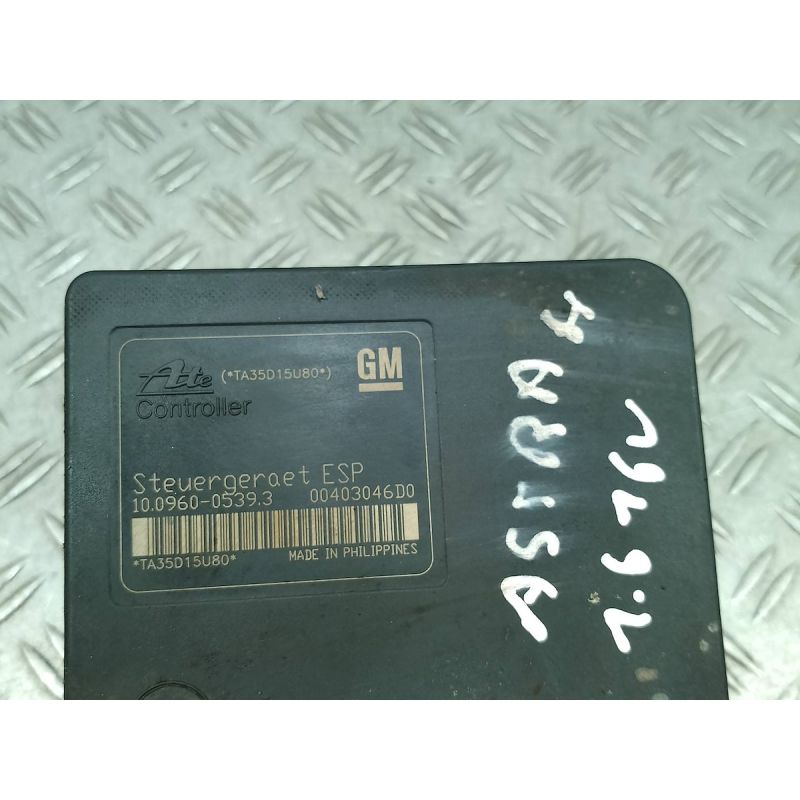 Ate (*TA35D15U80*) GM
Controller
Steuergeraet ESP
10.0960-0539.3 00403046D0
*TA35D15U80* MADE IN PHILIPPINES
ASTRA H
1.6 16V